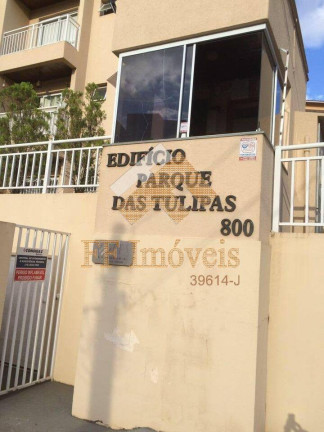 EDIFÍCIO
PARQUE
DAS TULIPAS
800
Imóveis
39614-J